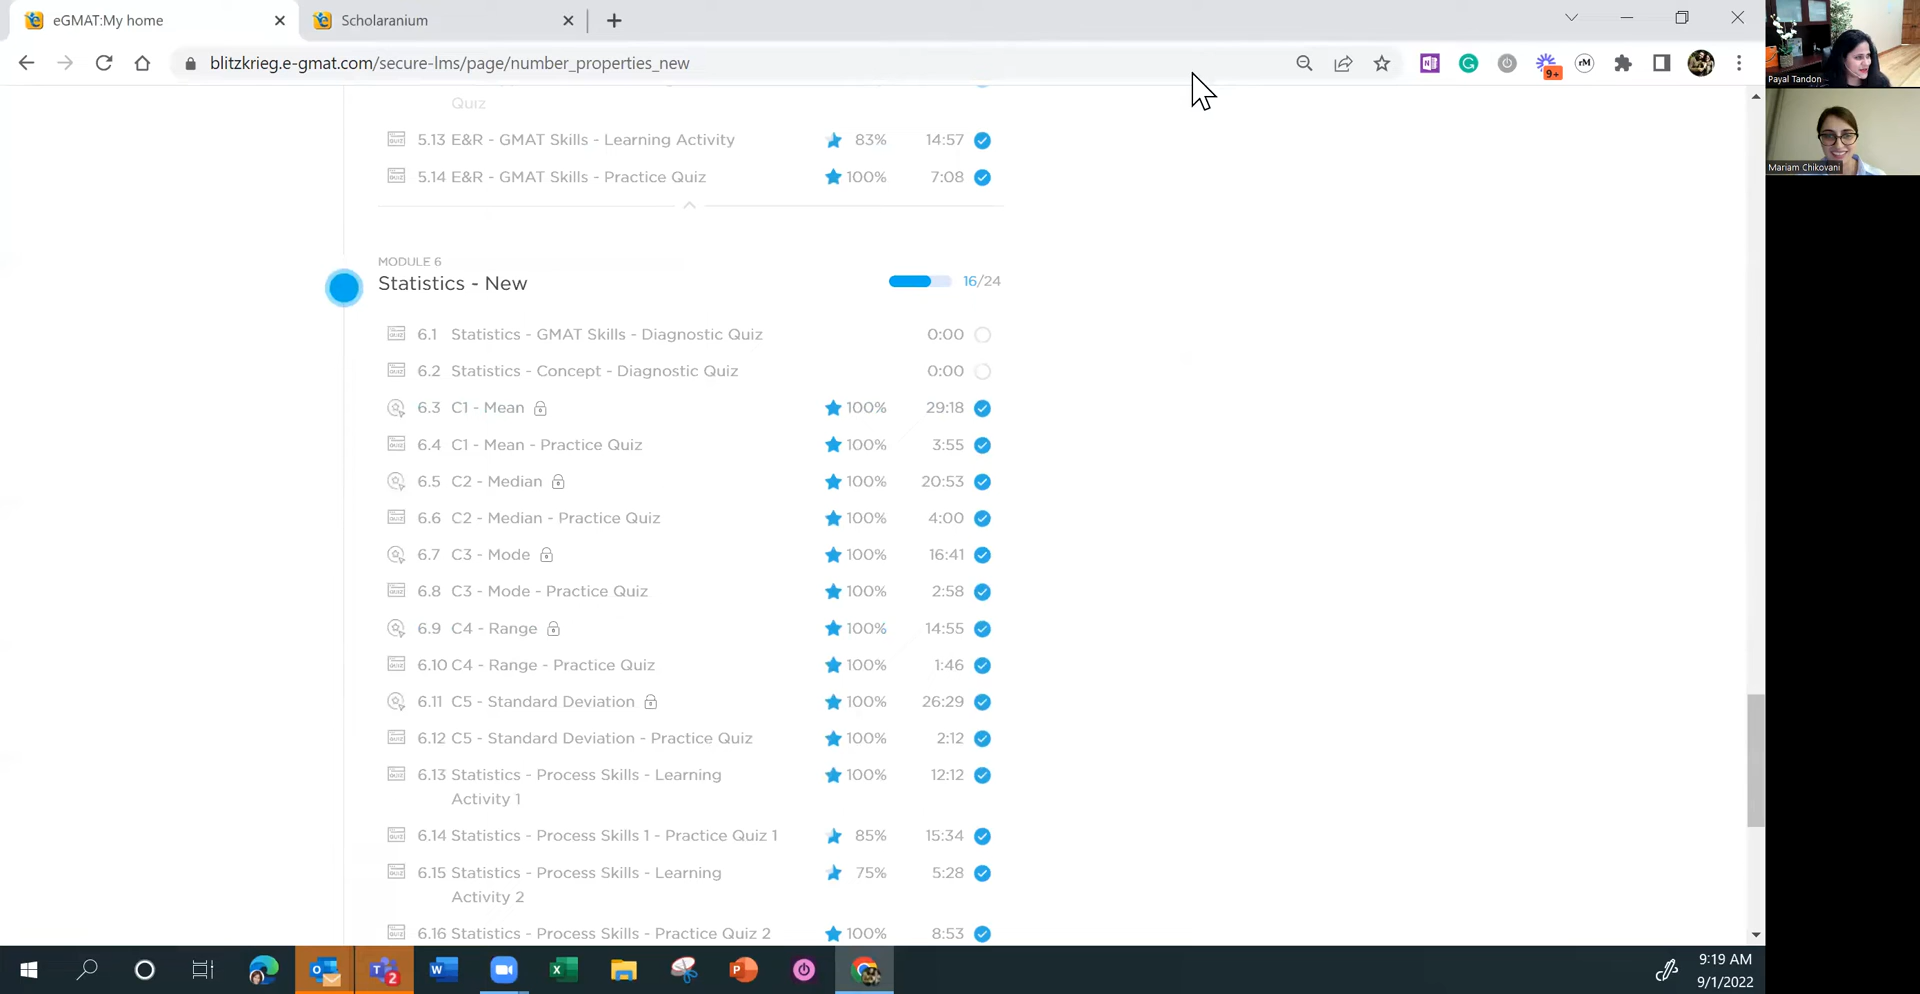 eGMAT:My home
Scholaranium
blitzkrieg.e-gmat.com/secure-lms/page/number_properties_new
9+
rM
Payal Tandon
Mariam Chikovani
Quiz
5.13 E&R - GMAT Skills - Learning Activity 83% 14:57
5.14 E&R - GMAT Skills - Practice Quiz 100% 7:08
MODULE 6
Statistics - New 16/24
6.1 Statistics - GMAT Skills - Diagnostic Quiz 0:00
6.2 Statistics - Concept - Diagnostic Quiz 0:00
6.3 C1 - Mean 100% 29:18
6.4 C1 - Mean - Practice Quiz 100% 3:55
6.5 C2 - Median 100% 20:53
6.6 C2 - Median - Practice Quiz 100% 4:00
6.7 C3 - Mode 100% 16:41
6.8 C3 - Mode - Practice Quiz 100% 2:58
6.9 C4 - Range 100% 14:55
6.10 C4 - Range - Practice Quiz 100% 1:46
6.11 C5 - Standard Deviation 100% 26:29
6.12 C5 - Standard Deviation - Practice Quiz 100% 2:12
6.13 Statistics - Process Skills - Learning 100% 12:12
Activity 1
6.14 Statistics - Process Skills 1 - Practice Quiz 1 85% 15:34
6.15 Statistics - Process Skills - Learning 75% 5:28
Activity 2
6.16 Statistics - Process Skills - Practice Quiz 2 100% 8:53
9:19 AM
9/1/2022